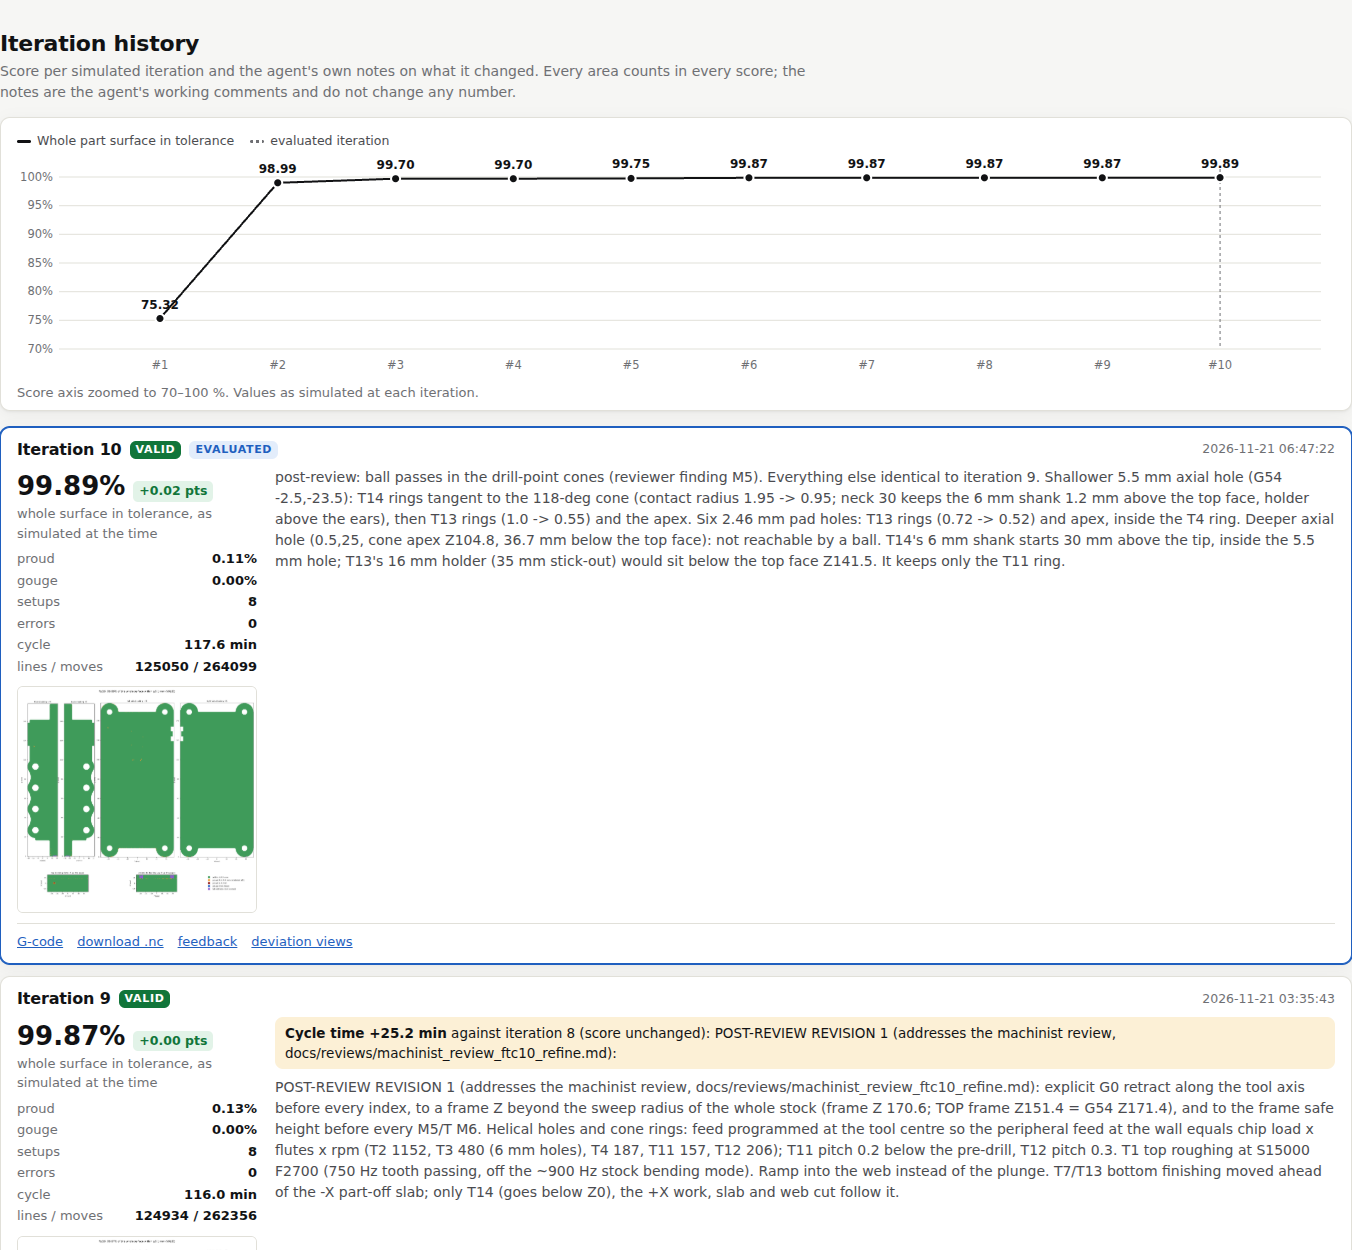 Iteration history
Score per simulated iteration and the agent's own notes on what it changed. Every area counts in every score; the
notes are the agent's working comments and do not change any number.
Whole part surface in tolerance
evaluated iteration
100%
95%
90%
85%
80%
75%
70%
75.32
98.99
99.70
99.70
99.75
99.87
99.87
99.87
99.87
99.89
#1
#2
#3
#4
#5
#6
#7
#8
#9
#10
Score axis zoomed to 70–100 %. Values as simulated at each iteration.
Iteration 10 VALID EVALUATED
2026-11-21 06:47:22
99.89% +0.02 pts
whole surface in tolerance, as
simulated at the time
proud 0.11%
gouge 0.00%
setups 8
errors 0
cycle 117.6 min
lines / moves 125050 / 264099
post-review: ball passes in the drill-point cones (reviewer finding M5). Everything else identical to iteration 9. Shallower 5.5 mm axial hole (G54
-2.5,-23.5): T14 rings tangent to the 118-deg cone (contact radius 1.95 -> 0.95; neck 30 keeps the 6 mm shank 1.2 mm above the top face, holder
above the ears), then T13 rings (1.0 -> 0.55) and the apex. Six 2.46 mm pad holes: T13 rings (0.72 -> 0.52) and apex, inside the T4 ring. Deeper axial
hole (0.5,25, cone apex Z104.8, 36.7 mm below the top face): not reachable by a ball. T14's 6 mm shank starts 30 mm above the tip, inside the 5.5
mm hole; T13's 16 mm holder (35 mm stick-out) would sit below the top face Z141.5. It keeps only the T11 ring.
G-code download .nc feedback deviation views
Iteration 9 VALID
2026-11-21 03:35:43
99.87% +0.00 pts
whole surface in tolerance, as
simulated at the time
proud 0.13%
gouge 0.00%
setups 8
errors 0
cycle 116.0 min
lines / moves 124934 / 262356
Cycle time +25.2 min against iteration 8 (score unchanged): POST-REVIEW REVISION 1 (addresses the machinist review,
docs/reviews/machinist_review_ftc10_refine.md):
POST-REVIEW REVISION 1 (addresses the machinist review, docs/reviews/machinist_review_ftc10_refine.md): explicit G0 retract along the tool axis
before every index, to a frame Z beyond the sweep radius of the whole stock (frame Z 170.6; TOP frame Z151.4 = G54 Z171.4), and to the frame safe
height before every M5/T M6. Helical holes and cone rings: feed programmed at the tool centre so the peripheral feed at the wall equals chip load x
flutes x rpm (T2 1152, T3 480 (6 mm holes), T4 187, T11 157, T12 206); T11 pitch 0.2 below the pre-drill, T12 pitch 0.3. T1 top roughing at S15000
F2700 (750 Hz tooth passing, off the ~900 Hz stock bending mode). Ramp into the web instead of the plunge. T7/T13 bottom finishing moved ahead
of the -X part-off slab; only T14 (goes below Z0), the +X work, slab and web cut follow it.